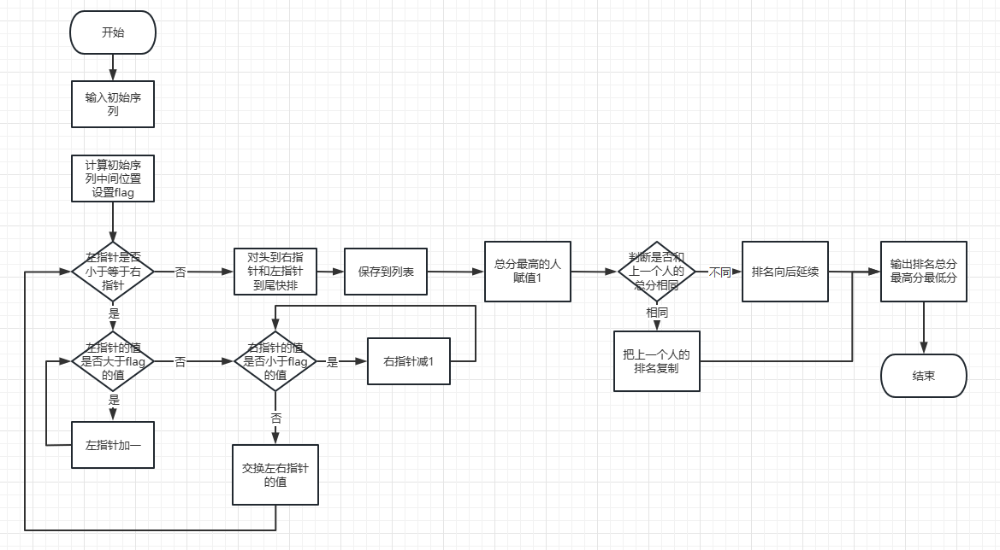 开始
输入初始序
列
计算初始序
列中间位置
设置flag
左指针是否
小于等于右
指针
否
对头到右指
针和左指针
到尾快排
保存到列表
总分最高的人
赋值1
判断是否和
上一个人的
总分相同
不同
排名向后延续
输出排名总分
最高分最低分
是
相同
左指针的值
是否大于flag
的值
否
右指针的值
是否小于flag
的值
是
右指针减1
把上一个人的
排名复制
结束
是
左指针加一
否
交换左右指针
的值